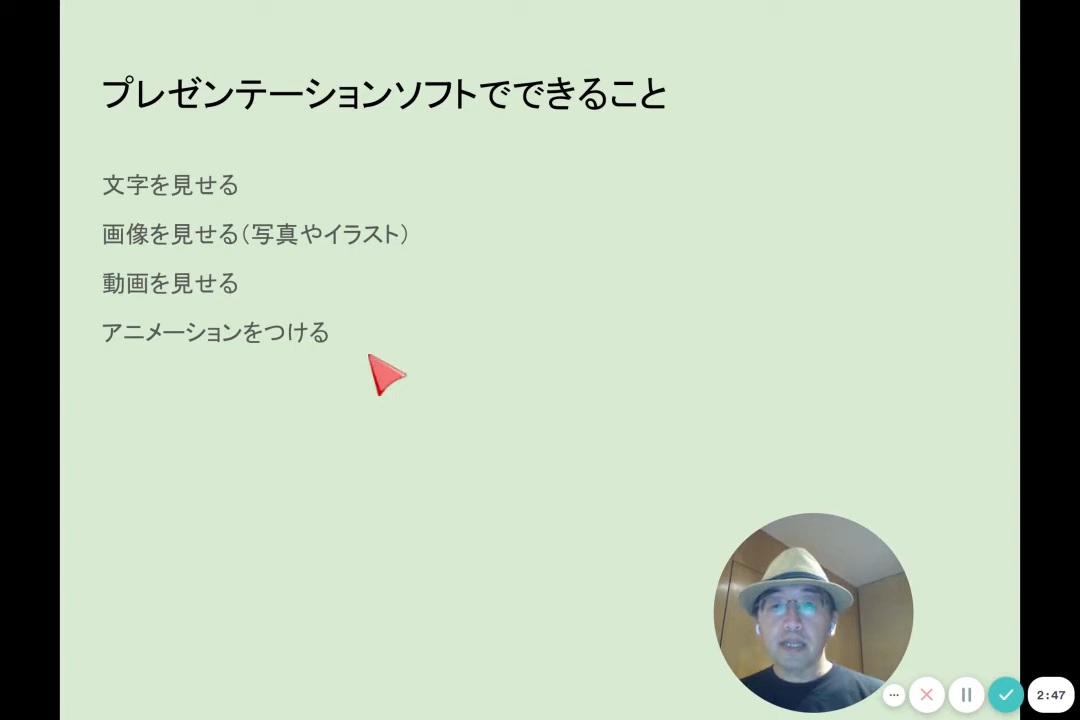 プレゼンテーションソフトでできること
文字を見せる
画像を見せる（写真やイラスト）
動画を見せる
アニメーションをつける
2:47